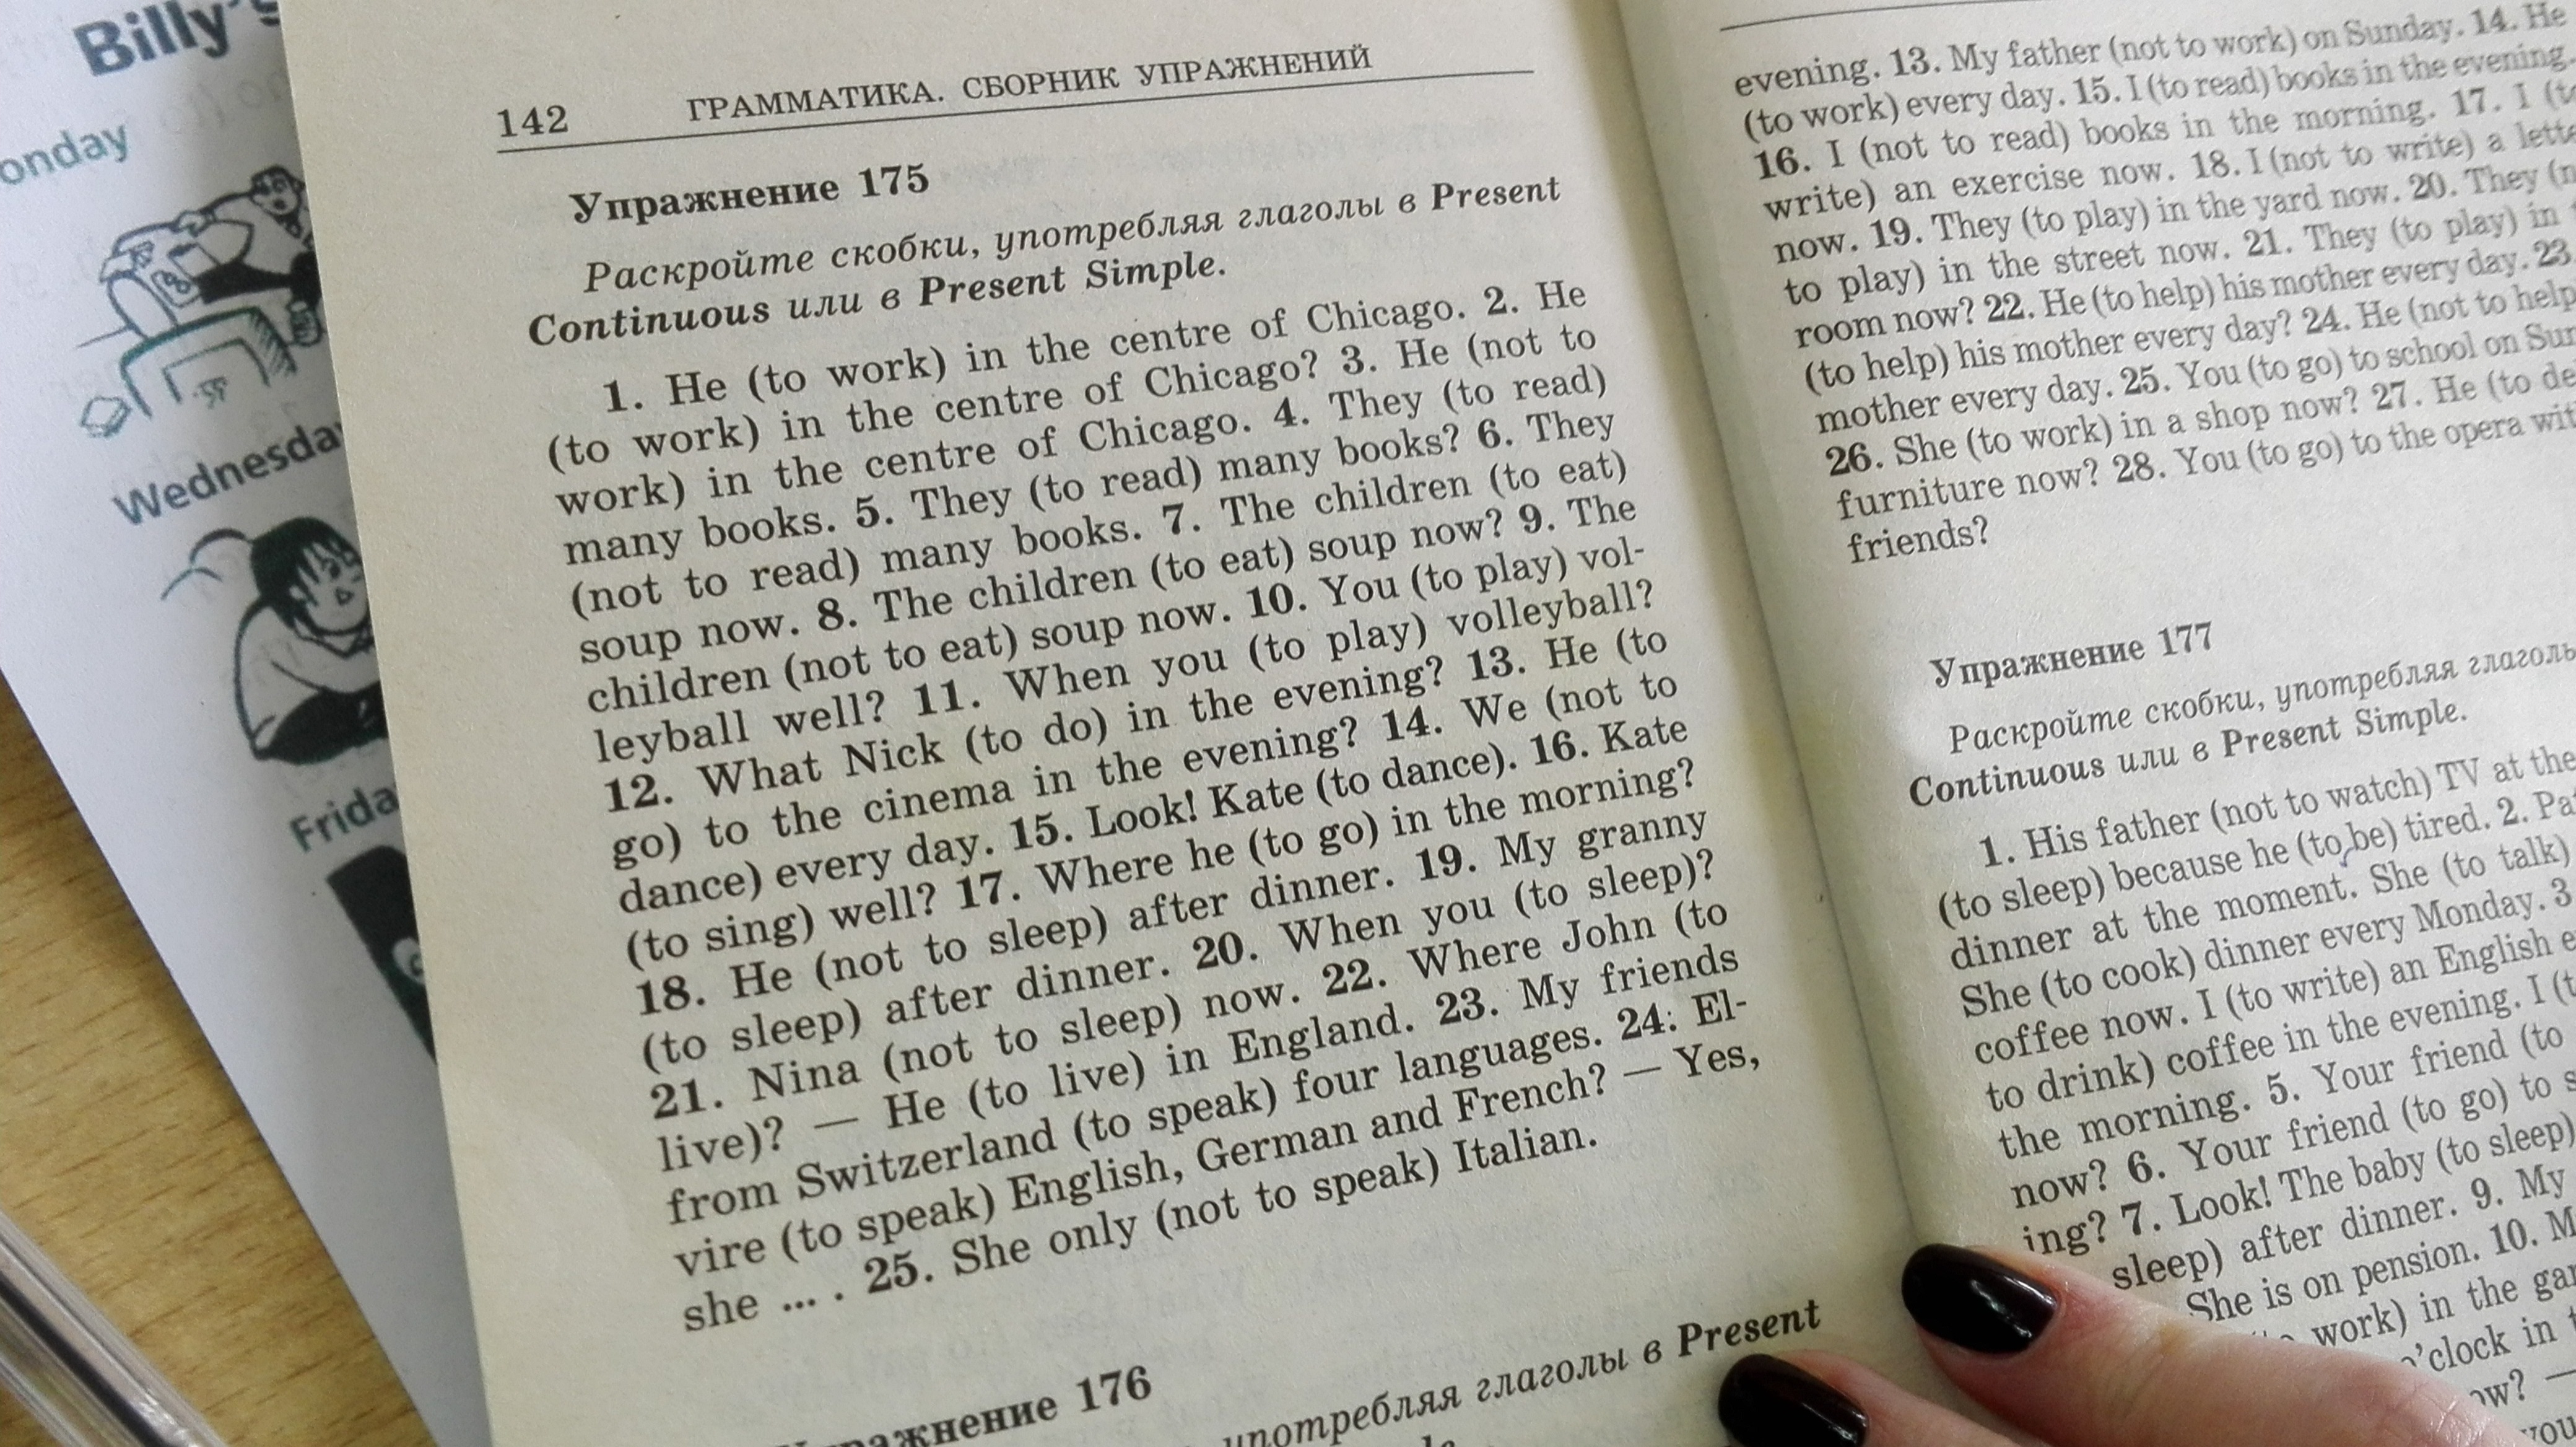 Billy's
onday
Wednesday
Frida
142 ГРАММАТИКА. СБОРНИК УПРАЖНЕНИЙ
Упражнение 175
Раскройте скобки, употребляя глаголы в Present
Continuous или в Present Simple.
1. He (to work) in the centre of Chicago. 2. He
(to work) in the centre of Chicago? 3. He (not to
work) in the centre of Chicago. 4. They (to read)
many books. 5. They (to read) many books? 6. They
(not to read) many books. 7. The children (to eat)
soup now. 8. The children (to eat) soup now? 9. The
children (not to eat) soup now. 10. You (to play) vol-
leyball well? 11. When you (to play) volleyball?
12. What Nick (to do) in the evening? 13. He (to
go) to the cinema in the evening? 14. We (not to
dance) every day. 15. Look! Kate (to dance). 16. Kate
(to sing) well? 17. Where he (to go) in the morning?
18. He (not to sleep) after dinner. 19. My granny
(to sleep) after dinner. 20. When you (to sleep)?
21. Nina (not to sleep) now. 22. Where John (to
live)? — He (to live) in England. 23. My friends
from Switzerland (to speak) four languages. 24. El-
vire (to speak) English, German and French? — Yes,
she ... . 25. She only (not to speak) Italian.
жнение 176
употребляя глаголы в Present
evening. 13. My father (not to work) on Sunday. 14. He
(to work) every day. 15. I (to read) books in the evening.
16. I (not to read) books in the morning. 17. I (to
write) an exercise now. 18. I (not to write) a lett
now. 19. They (to play) in the yard now. 20. They (n
to play) in the street now. 21. They (to play) in
room now? 22. He (to help) his mother every day. 23.
(to help) his mother every day? 24. He (not to help
mother every day. 25. You (to go) to school on Sun
26. She (to work) in a shop now? 27. He (to de
furniture now? 28. You (to go) to the opera wit
friends?
Упражнение 177
Раскройте скобки, употребляя глаголы
Continuous или в Present Simple.
1. His father (not to watch) TV at the
(to sleep) because he (to be) tired. 2. Pa
dinner at the moment. She (to talk)
She (to cook) dinner every Monday. 3
coffee now. I (to write) an English e
to drink) coffee in the evening. I (t
the morning. 5. Your friend (to
now? 6. Your friend (to go) to s
ing? 7. Look! The baby (to sleep)
sleep) after dinner. 9. My
She is on pension. 10. M
work) in the gar
o'clock in
ow? —
you